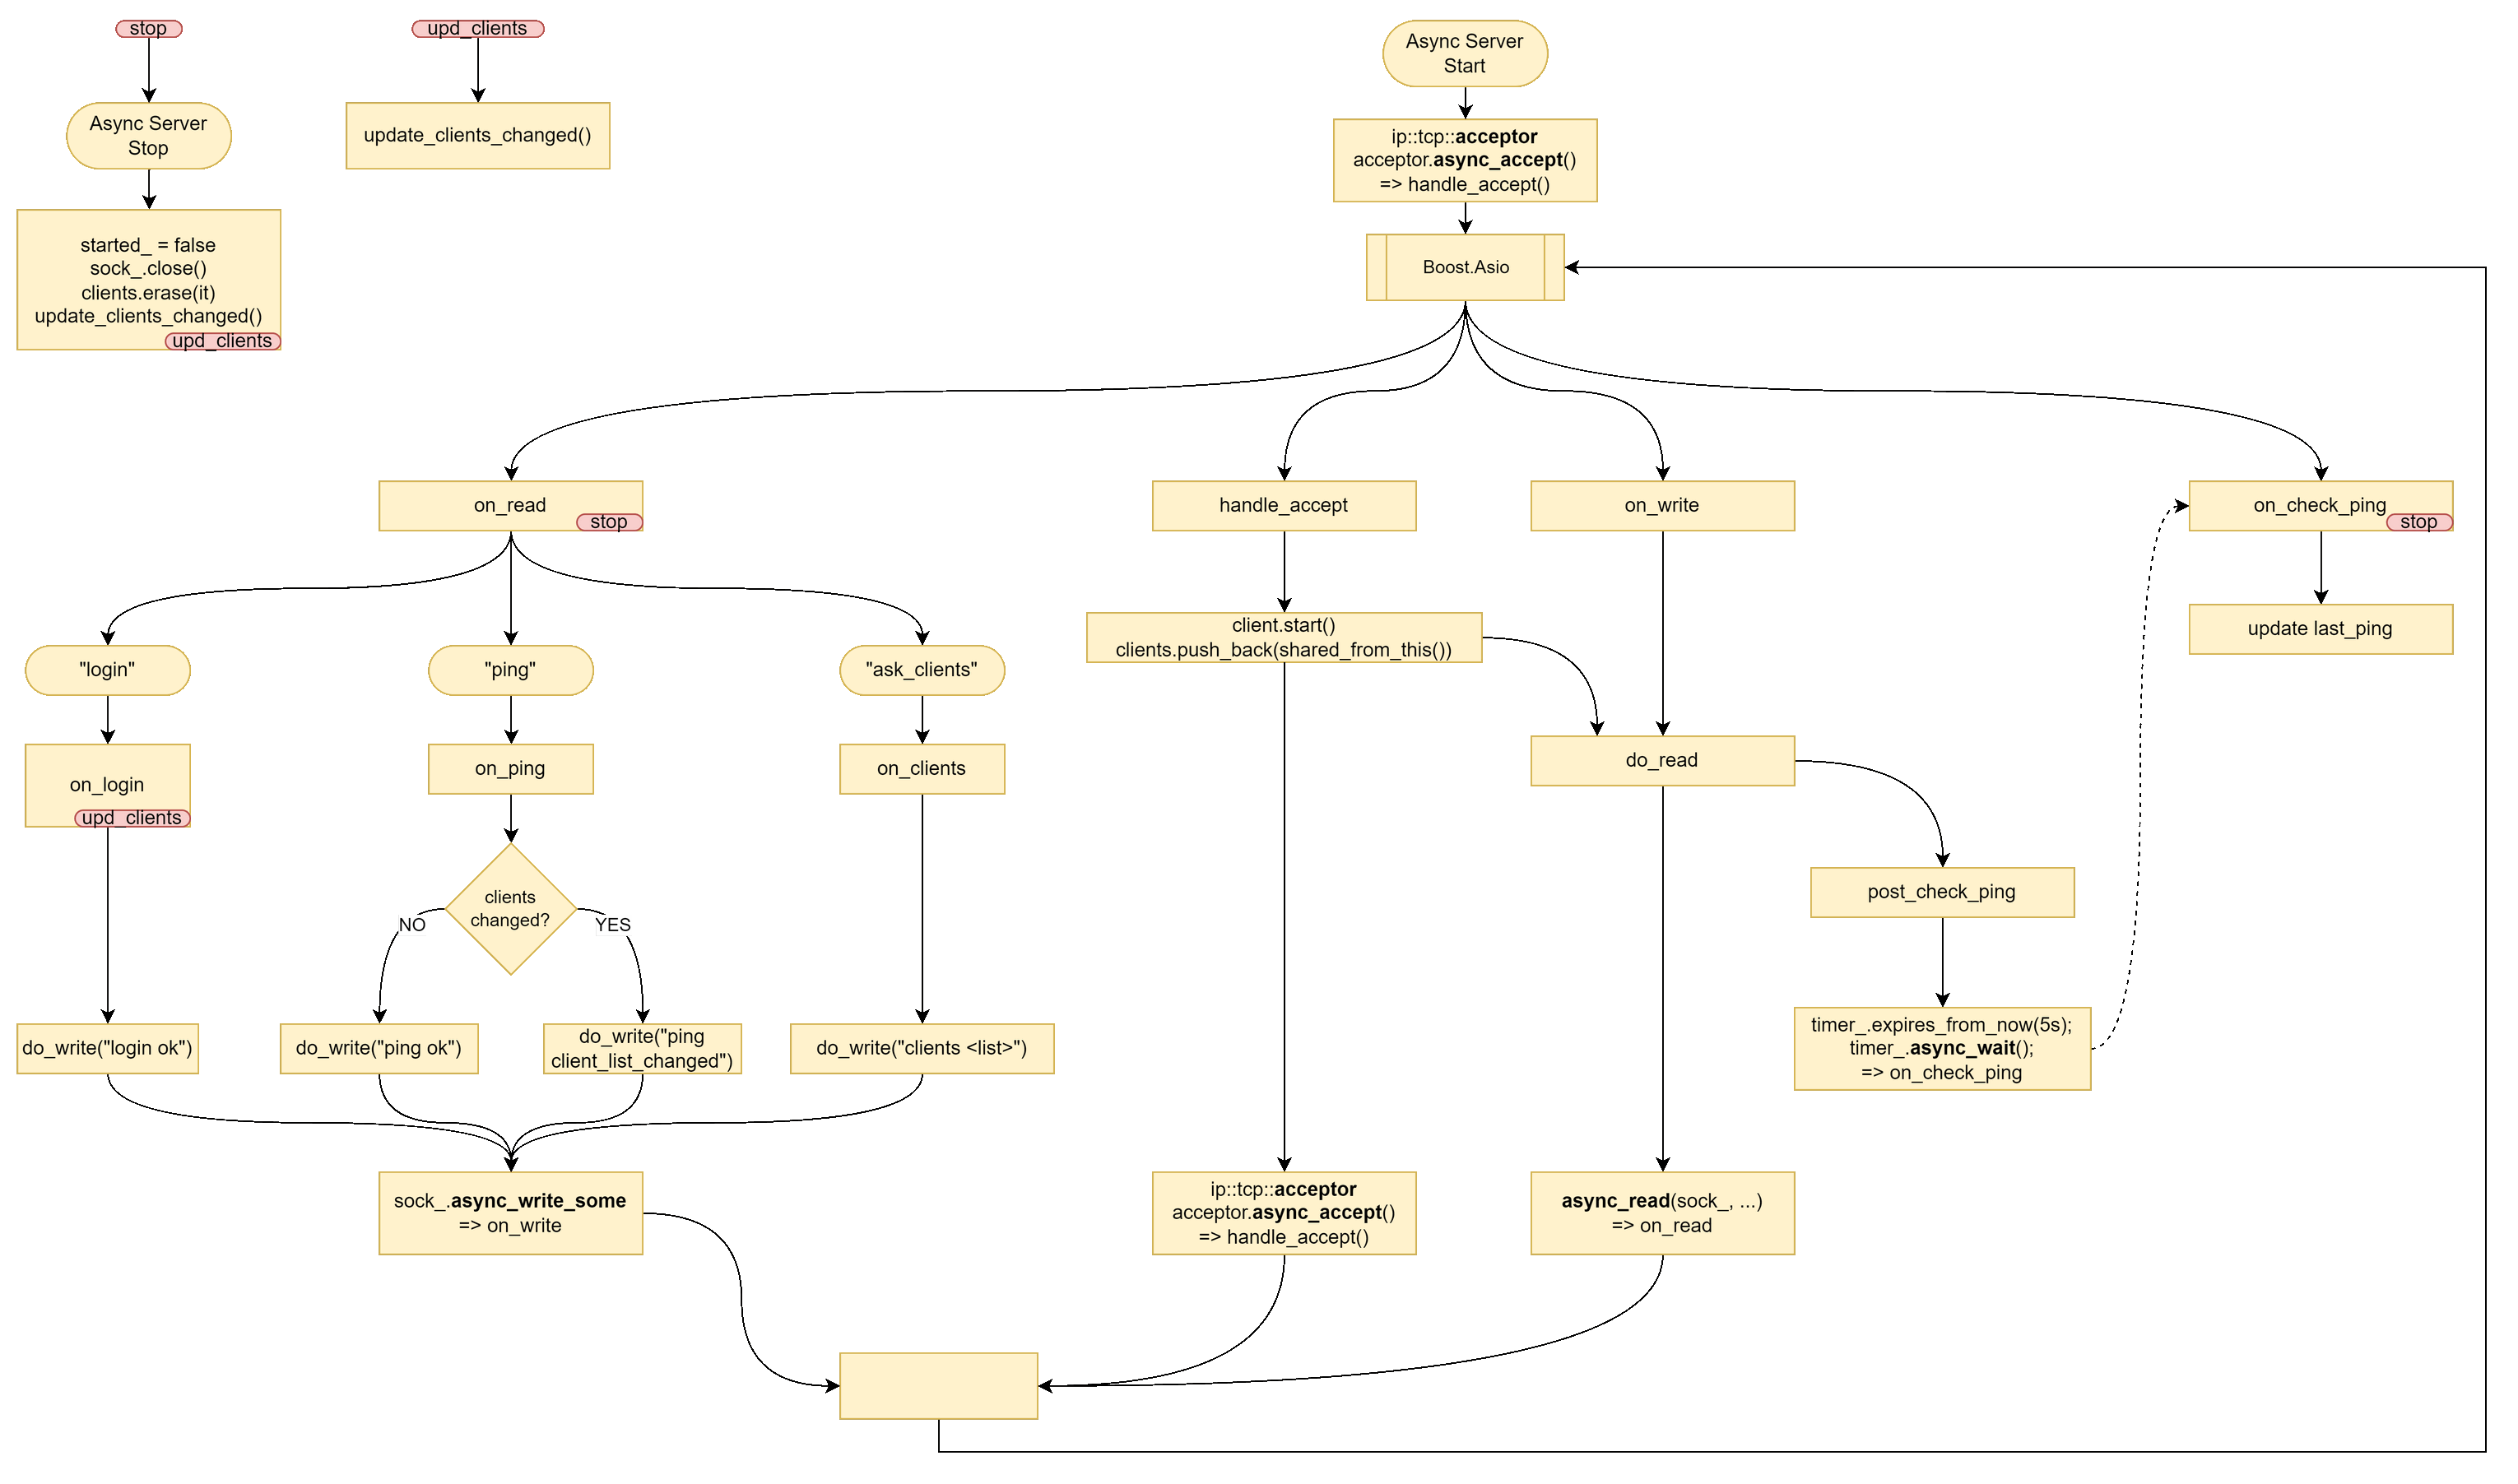 stop
upd_clients
Async Server
Start
Async Server
Stop
update_clients_changed()
ip::tcp::acceptor
acceptor.async_accept()
=> handle_accept()
started_ = false
sock_.close()
clients.erase(it)
update_clients_changed()
upd_clients
Boost.Asio
on_read
stop
handle_accept
on_write
on_check_ping
stop
client.start()
clients.push_back(shared_from_this())
update last_ping
"login"
"ping"
"ask_clients"
on_login
upd_clients
on_ping
on_clients
do_read
clients
changed?
NO
YES
post_check_ping
do_write("login ok")
do_write("ping ok")
do_write("ping
client_list_changed")
do_write("clients <list>")
timer_.expires_from_now(5s);
timer_.async_wait();
=> on_check_ping
sock_.async_write_some
=> on_write
ip::tcp::acceptor
acceptor.async_accept()
=> handle_accept()
async_read(sock_, ...)
=> on_read